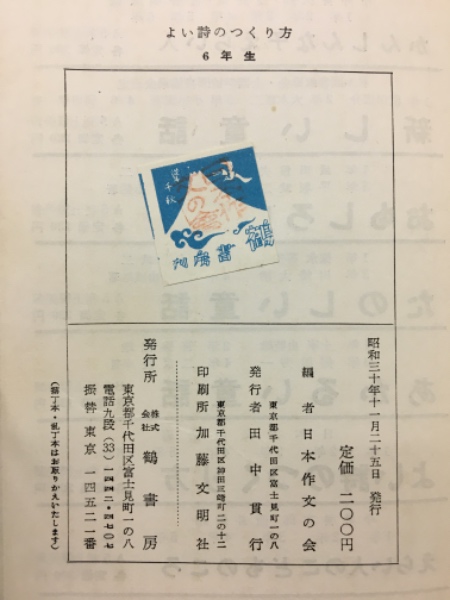 よい詩のつくり方
6年生
昭和三十年十一月二十五日 発行
定価 二〇〇円
編者 日本作文の会
東京都千代田区富士見町一の八
発行者 田中貫行
東京都千代田区神田三崎町二の十二
印刷所 加藤文明社
発行所 株式会社 鶴書房
東京都千代田区富士見町一の八
電話九段(33)一四四二・四七〇七
振替 東京 一四五二一番
(落丁本・乱丁本はお取りかえいたします)